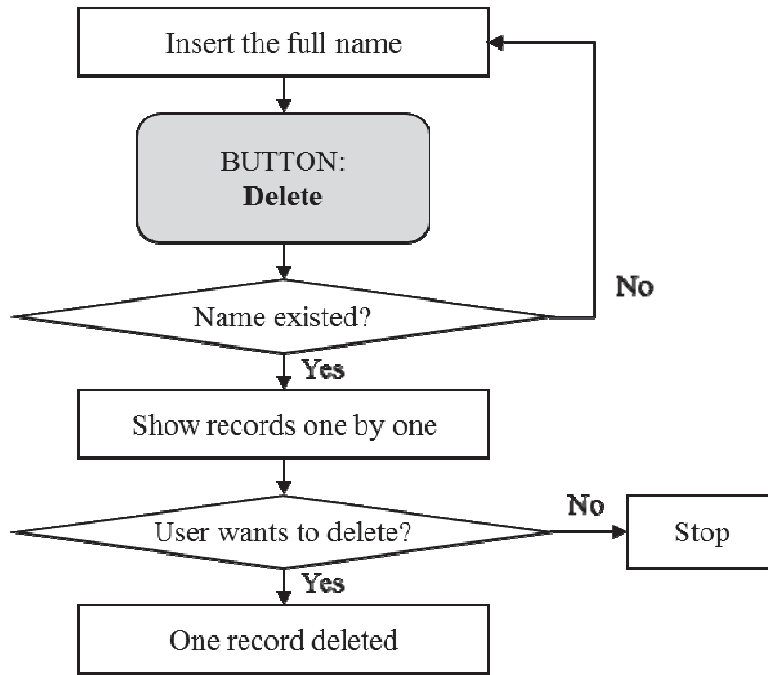 Insert the full name
BUTTON:
Delete
Name existed?
No
Yes
Show records one by one
User wants to delete?
No
Stop
Yes
One record deleted